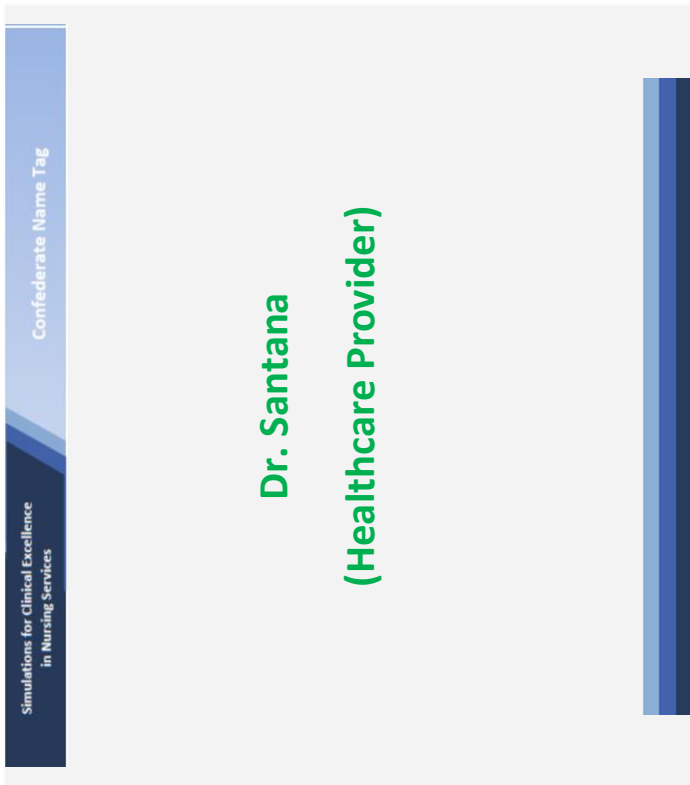 Simulations for Clinical Excellence
in Nursing Services
Confederate Name Tag
Dr. Santana
(Healthcare Provider)